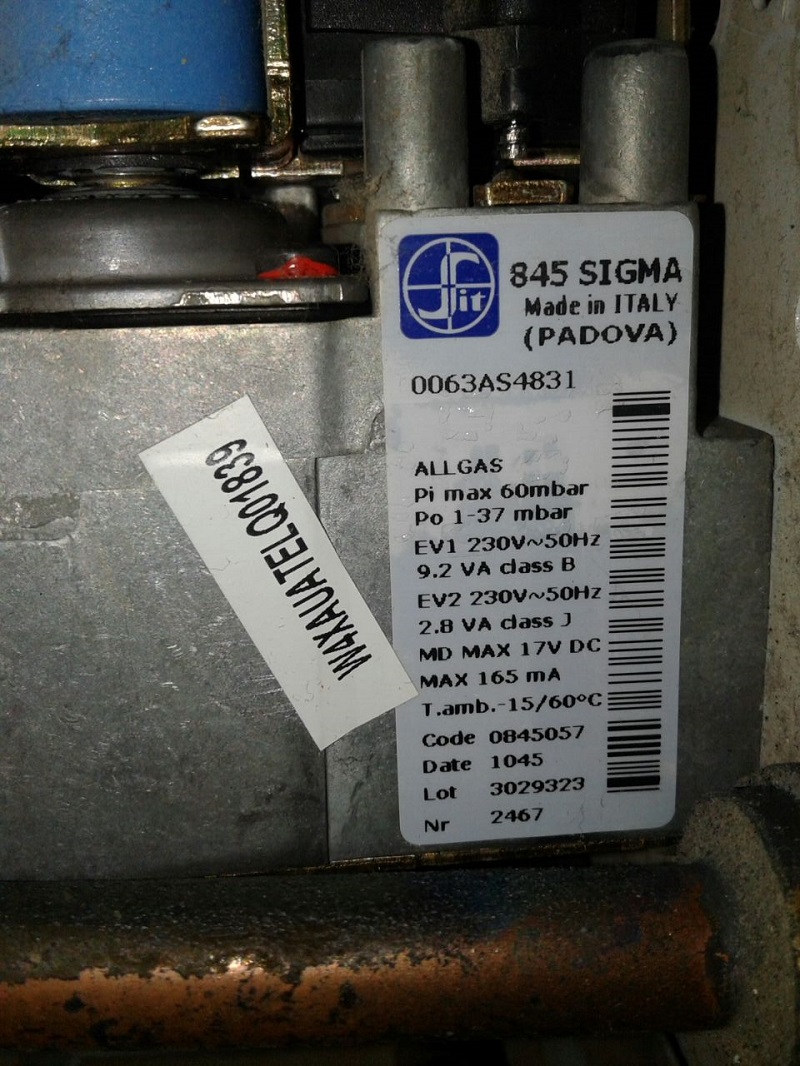 Sit
845 SIGMA
Made in ITALY
(PADOVA)
0063AS4831
ALLGAS
Pi max 60mbar
Po 1-37 mbar
EV1 230V~50Hz
9.2 VA class B
EV2 230V~50Hz
2.8 VA class J
MD MAX 17V DC
MAX 165 mA
T.amb.-15/60°C
Code 0845057
Date 1045
Lot 3029323
Nr 2467
W4XAUATELQ01839